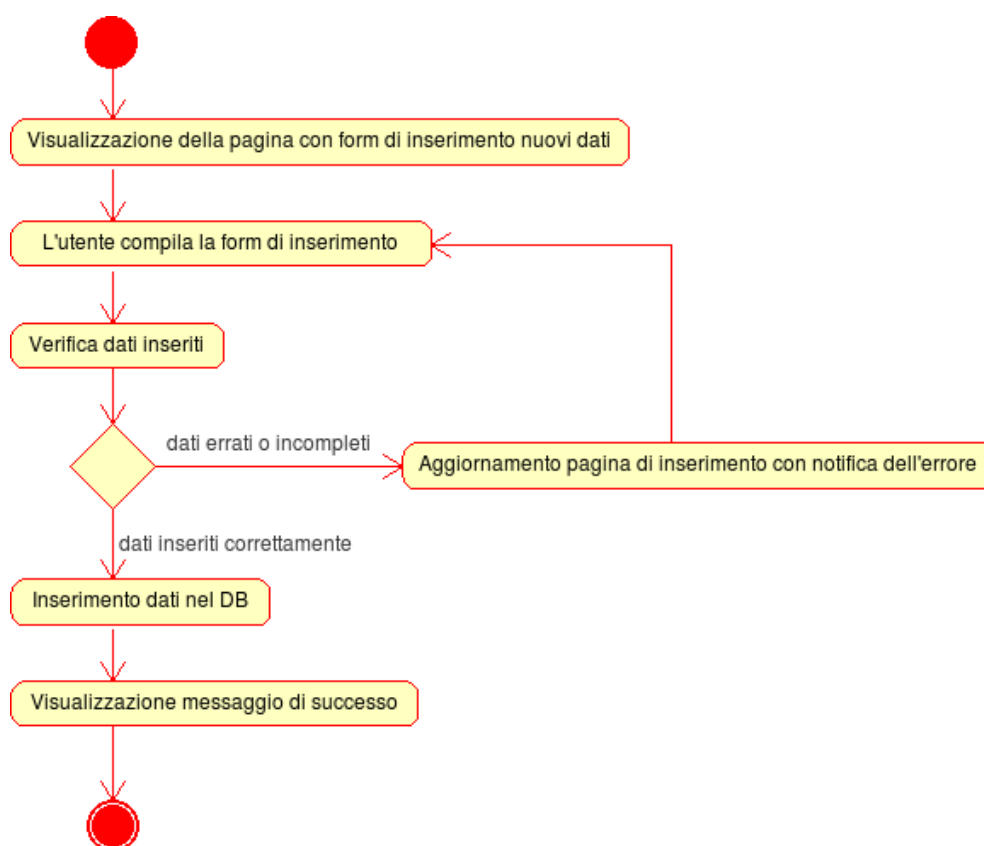 Visualizzazione della pagina con form di inserimento nuovi dati
L'utente compila la form di inserimento
Verifica dati inseriti
dati errati o incompleti
Aggiornamento pagina di inserimento con notifica dell'errore
dati inseriti correttamente
Inserimento dati nel DB
Visualizzazione messaggio di successo